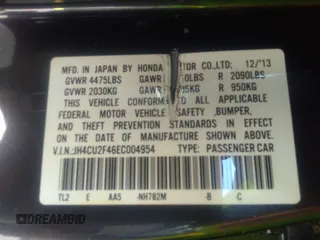 MFD. IN JAPAN BY HONDA MOTOR CO.,LTD. 12/'13
GVWR 4475LBS GAWR 0LBS R 2090LBS
GVWR 2030KG GAWR 5KG R 950KG
THIS VEHICLE CONFORMS TO ALL APPLICABLE
FEDERAL MOTOR VEHICLE SAFETY ,BUMPER,
AND THEFT PREVENTION STANDARDS IN EFFECT
ON THE DATE OF MANUFACTURE SHOWN ABOVE.
V.I.N.:JH4CU2F46EC004954 TYPE: PASSENGER CAR
TL2 E AA5 -NH782M -B C
DREAMBID